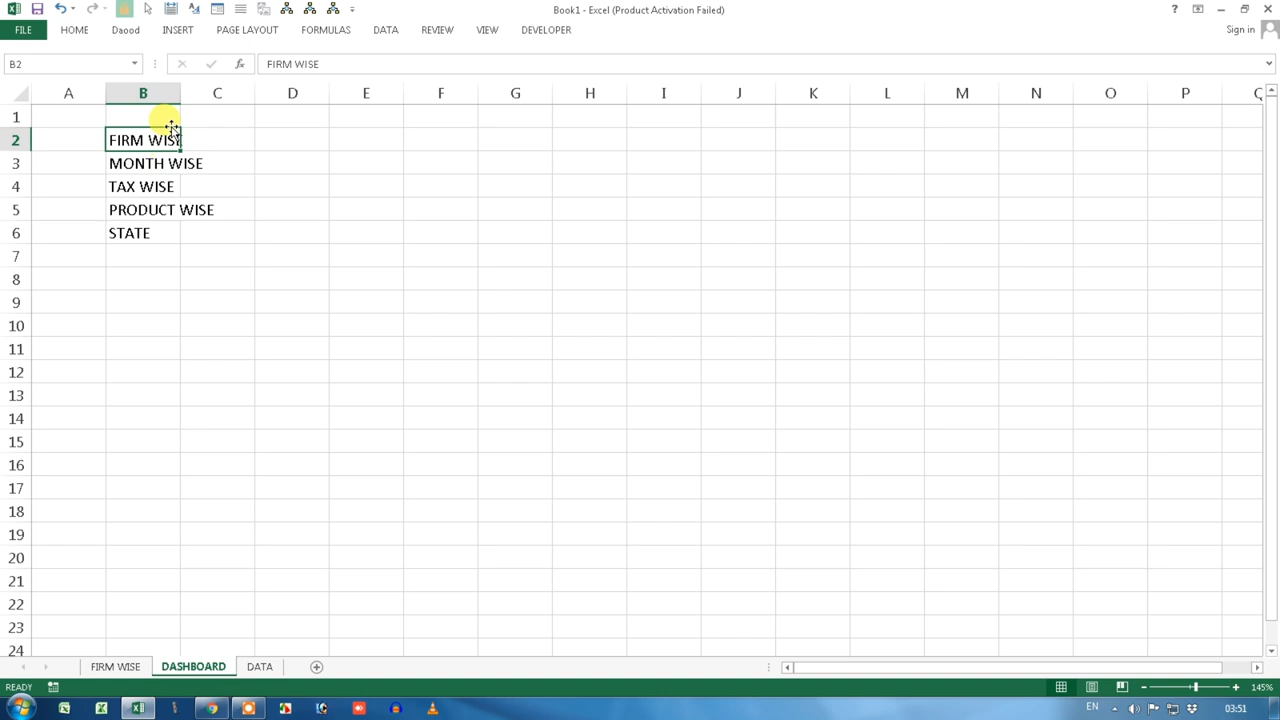 Book1 - Excel (Product Activation Failed)
?
FILE HOME Daood INSERT PAGE LAYOUT FORMULAS DATA REVIEW VIEW DEVELOPER Sign in
B2 fx FIRM WISE
A B C D E F G H I J K L M N O P Q
1
2 FIRM WISE
3 MONTH WISE
4 TAX WISE
5 PRODUCT WISE
6 STATE
7
8
9
10
11
12
13
14
15
16
17
18
19
20
21
22
23
24
FIRM WISE DASHBOARD DATA
READY 145%
EN 03:51